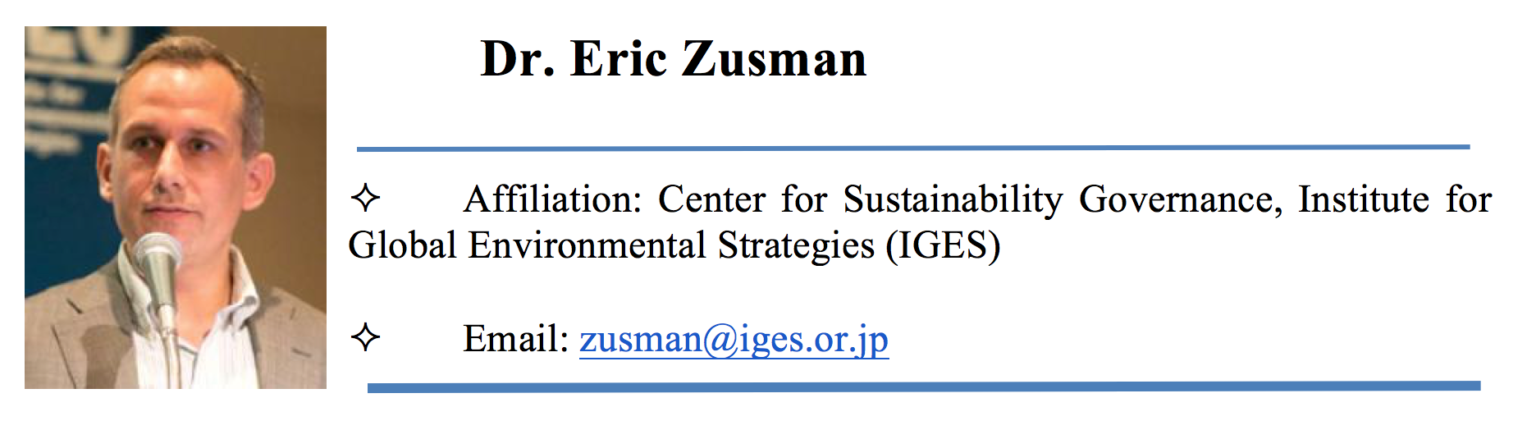 Dr. Eric Zusman
✧ Affiliation: Center for Sustainability Governance, Institute for
Global Environmental Strategies (IGES)
✧ Email: zusman@iges.or.jp